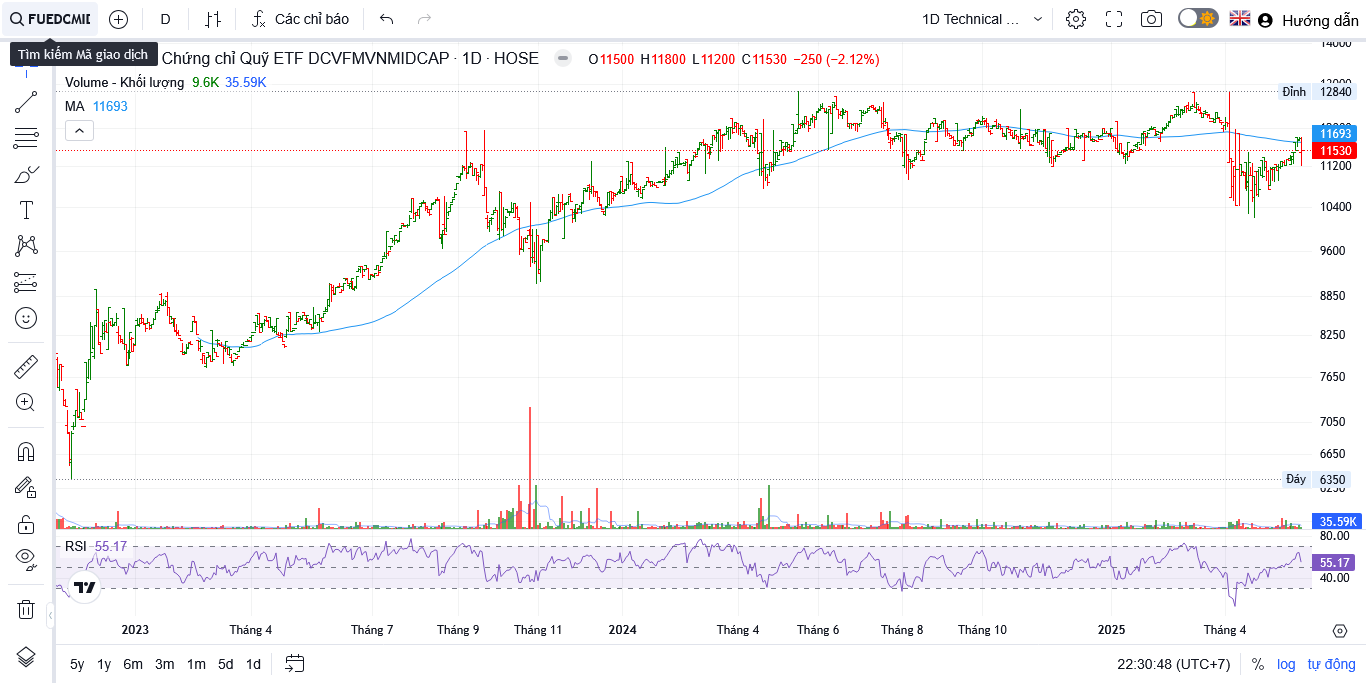 FUEDCMID
D
Các chỉ báo
1D Technical ...
Hướng dẫn
Tìm kiếm Mã giao dịch
Chứng chỉ Quỹ ETF DCVFMVNMIDCAP · 1D · HOSE
O11500 H11800 L11200 C11530 −250 (−2.12%)
Volume - Khối lượng 9.6K 35.59K
MA 11693
14000
Đỉnh 12840
11693
11530
11200
10400
9600
8850
8250
7650
7050
6650
Đáy 6350
35.59K
80.00
RSI 55.17
55.17
40.00
2023 Tháng 4 Tháng 7 Tháng 9 Tháng 11 2024 Tháng 4 Tháng 6 Tháng 8 Tháng 10 2025 Tháng 4
5y 1y 6m 3m 1m 5d 1d
22:30:48 (UTC+7) % log tự động